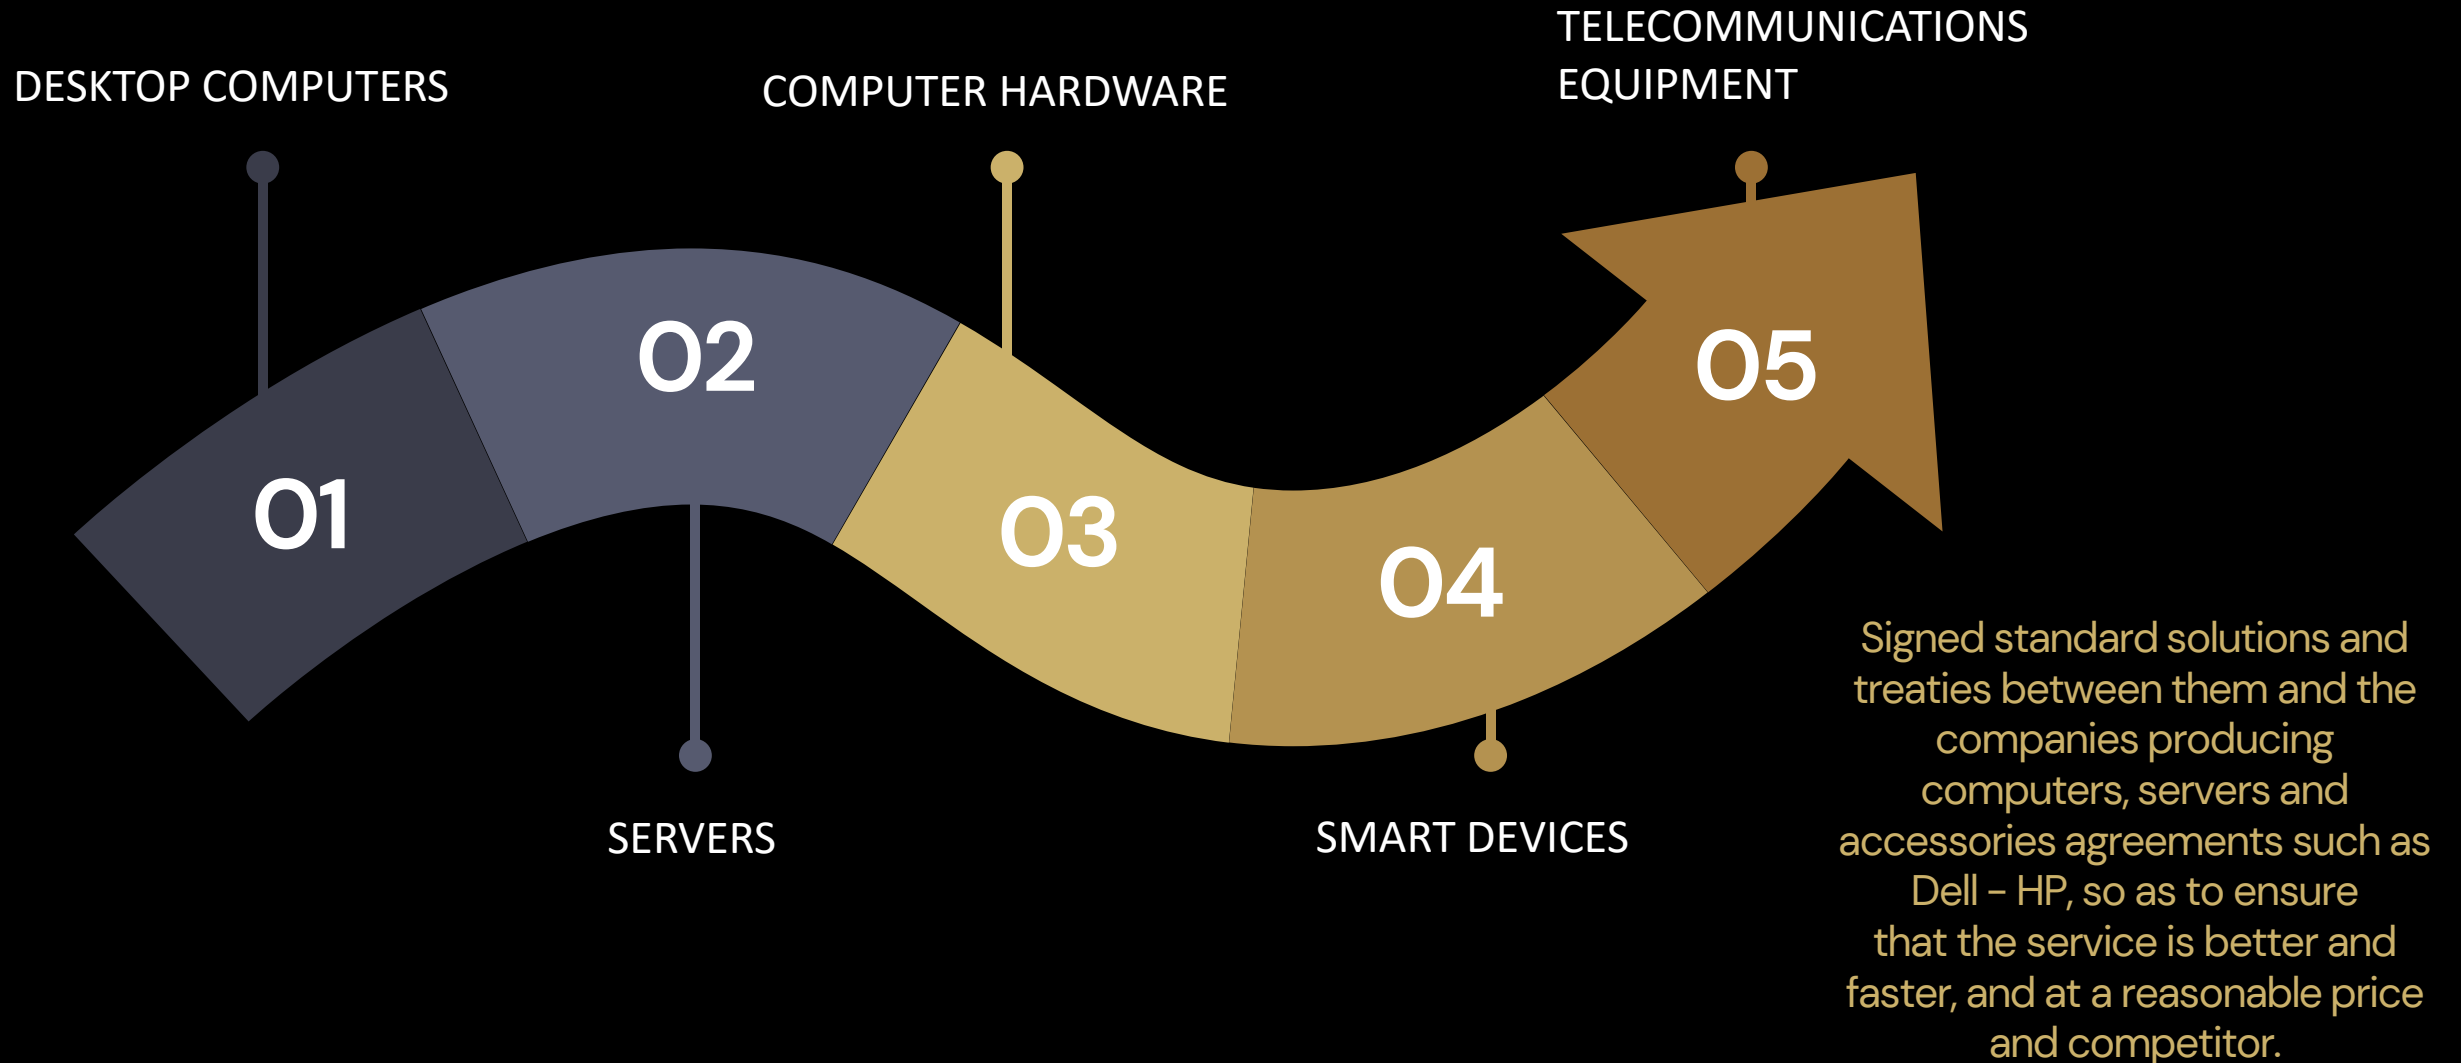 DESKTOP COMPUTERS
COMPUTER HARDWARE
TELECOMMUNICATIONS
EQUIPMENT
01
02
03
04
05
SERVERS
SMART DEVICES
Signed standard solutions and
treaties between them and the
companies producing
computers, servers and
accessories agreements such as
Dell – HP, so as to ensure
that the service is better and
faster, and at a reasonable price
and competitor.